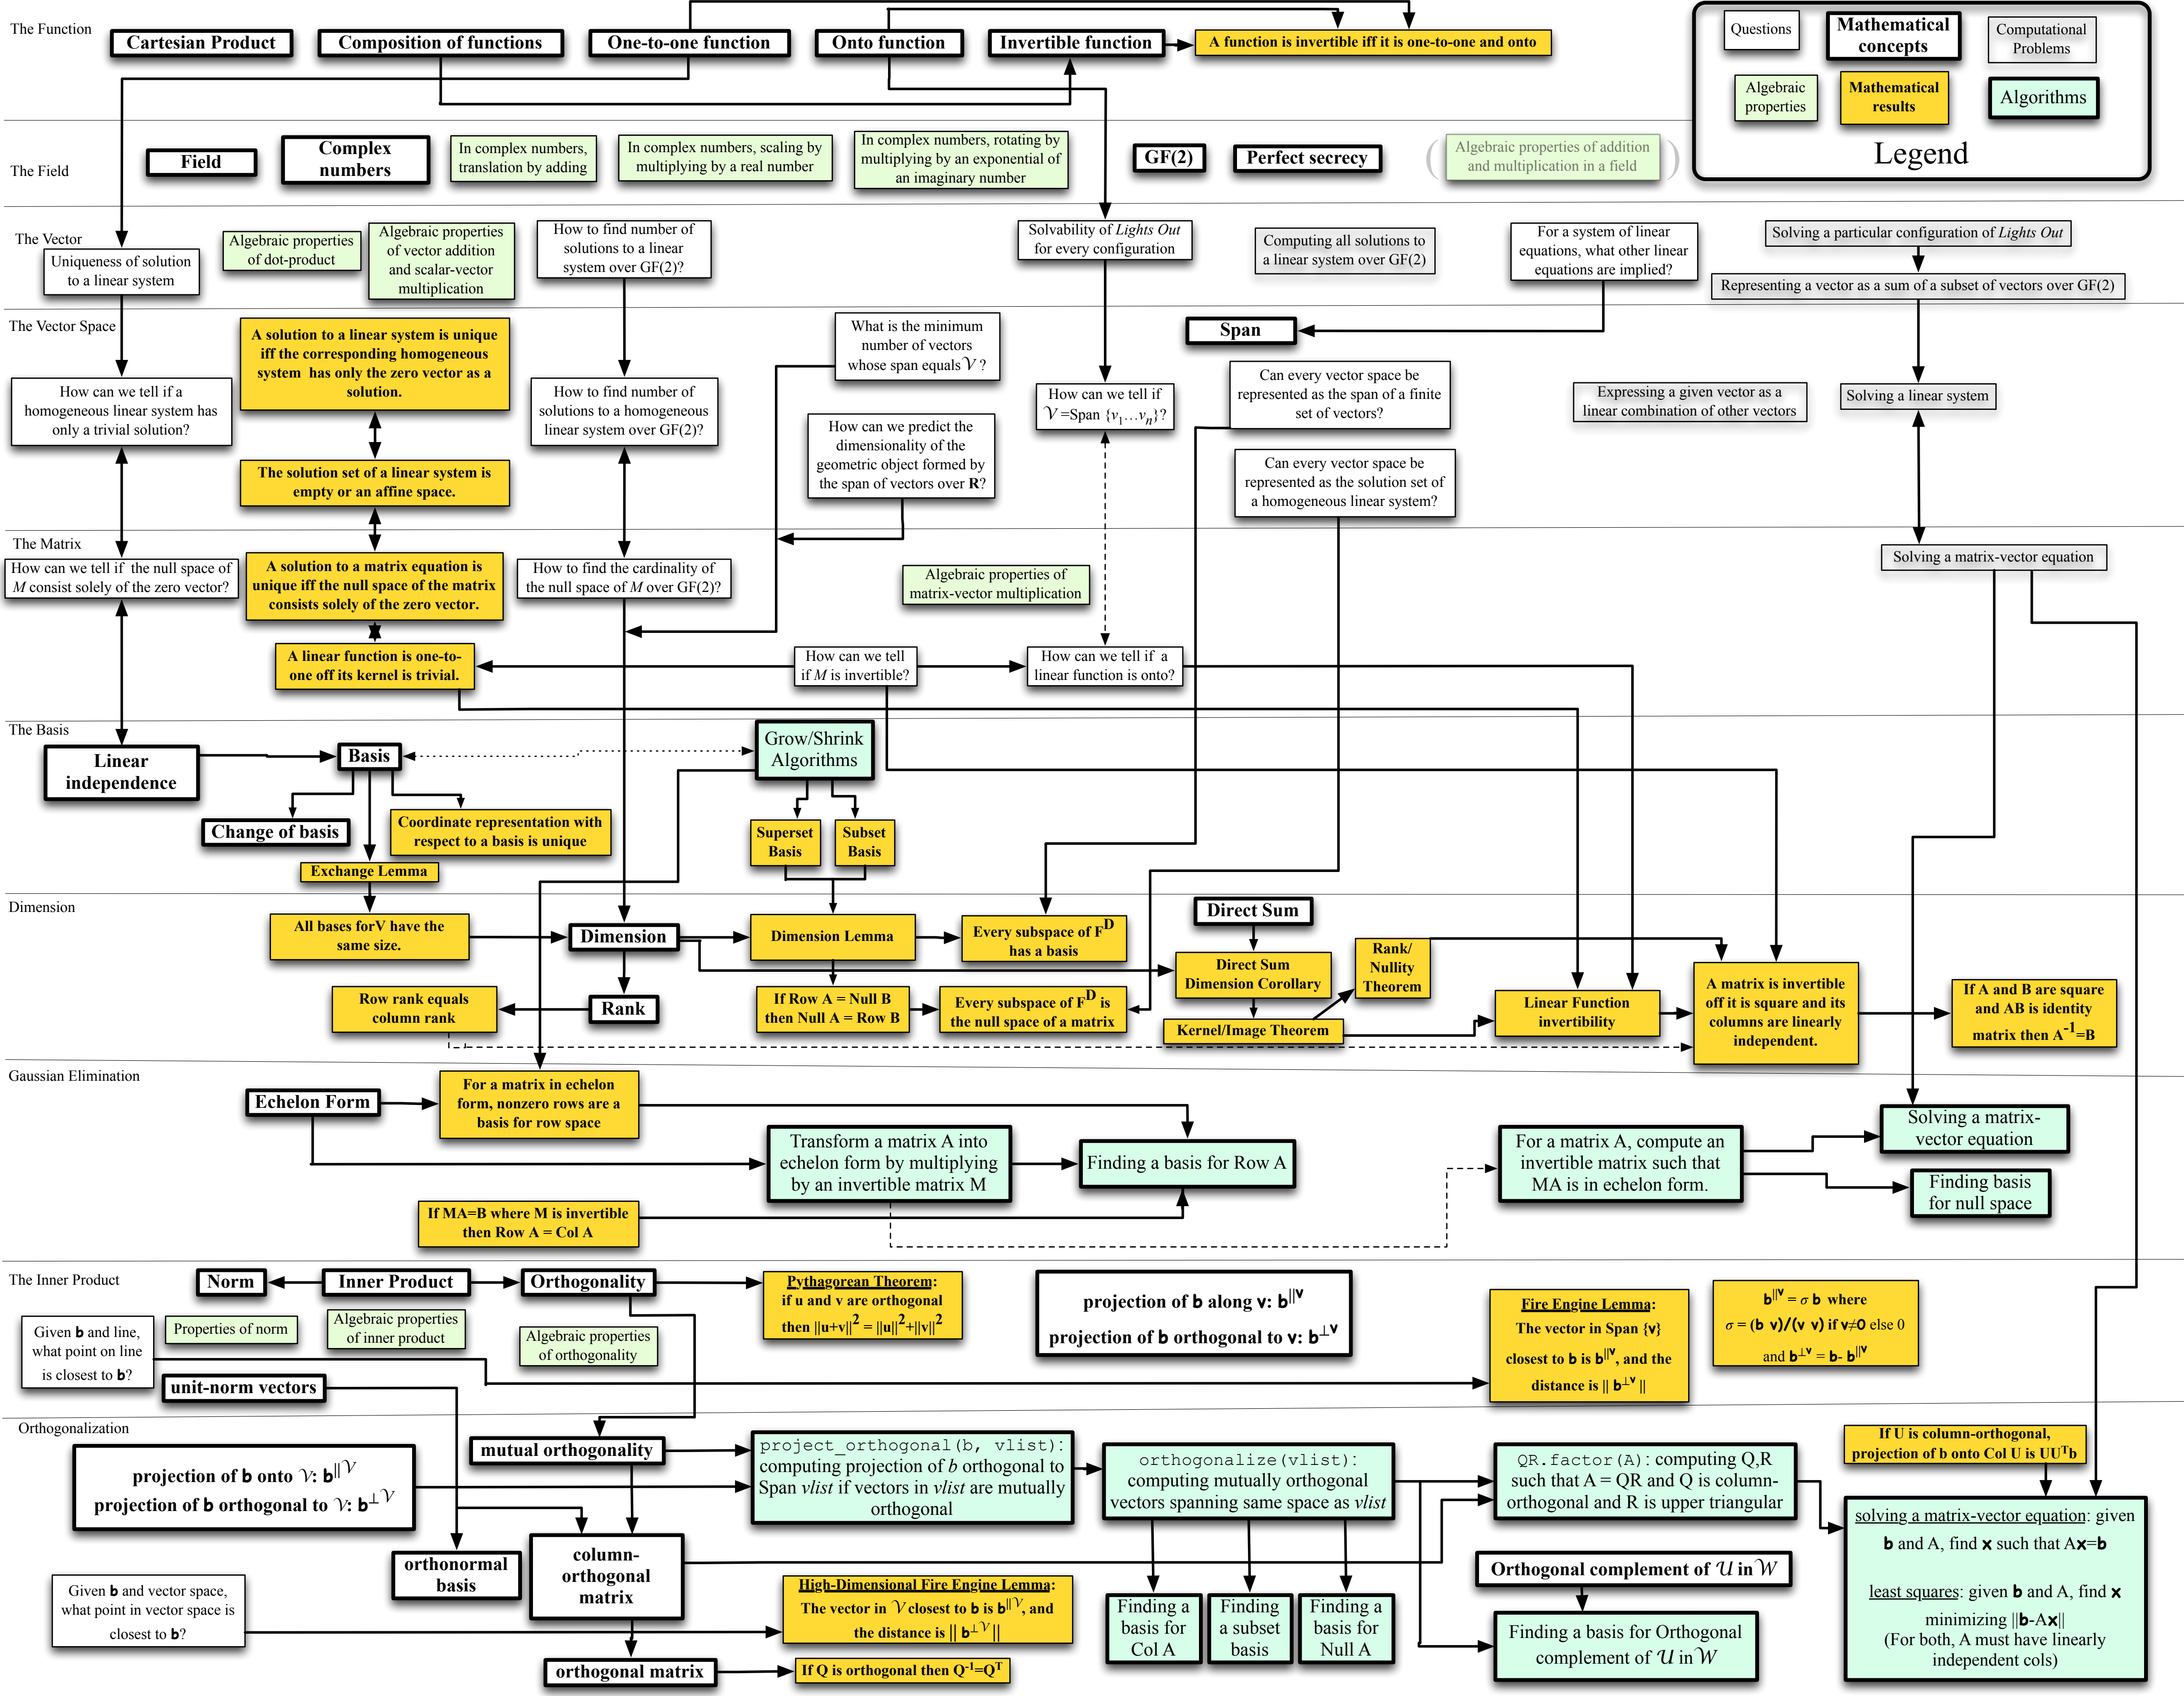 The Function
Cartesian Product
Composition of functions
One-to-one function
Onto function
Invertible function
A function is invertible iff it is one-to-one and onto
Questions
Mathematical
concepts
Computational
Problems
Algebraic
properties
Mathematical
results
Algorithms
Legend
The Field
Field
Complex
numbers
In complex numbers,
translation by adding
In complex numbers, scaling by
multiplying by a real number
In complex numbers, rotating by
multiplying by an exponential of
an imaginary number
GF(2)
Perfect secrecy
Algebraic properties of addition
and multiplication in a field
The Vector
Uniqueness of solution
to a linear system
Algebraic properties
of dot-product
Algebraic properties
of vector addition
and scalar-vector
multiplication
How to find number of
solutions to a linear
system over GF(2)?
Solvability of Lights Out
for every configuration
Computing all solutions to
a linear system over GF(2)
For a system of linear
equations, what other linear
equations are implied?
Solving a particular configuration of Lights Out
Representing a vector as a sum of a subset of vectors over GF(2)
The Vector Space
A solution to a linear system is unique
iff the corresponding homogeneous
system has only the zero vector as a
solution.
What is the minimum
number of vectors
whose span equals 𝒱 ?
Span
How can we tell if a
homogeneous linear system has
only a trivial solution?
How to find number of
solutions to a homogeneous
linear system over GF(2)?
How can we tell if
𝒱 =Span {v₁…vₙ}?
Can every vector space be
represented as the span of a finite
set of vectors?
Expressing a given vector as a
linear combination of other vectors
Solving a linear system
How can we predict the
dimensionality of the
geometric object formed by
the span of vectors over R?
The solution set of a linear system is
empty or an affine space.
Can every vector space be
represented as the solution set of
a homogeneous linear system?
The Matrix
How can we tell if the null space of
M consist solely of the zero vector?
A solution to a matrix equation is
unique iff the null space of the matrix
consists solely of the zero vector.
How to find the cardinality of
the null space of M over GF(2)?
Algebraic properties of
matrix-vector multiplication
Solving a matrix-vector equation
A linear function is one-to-
one off its kernel is trivial.
How can we tell
if M is invertible?
How can we tell if a
linear function is onto?
The Basis
Linear
independence
Basis
Grow/Shrink
Algorithms
Change of basis
Coordinate representation with
respect to a basis is unique
Superset
Basis
Subset
Basis
Exchange Lemma
Dimension
All bases forV have the
same size.
Dimension
Dimension Lemma
Every subspace of F^D
has a basis
Direct Sum
Direct Sum
Dimension Corollary
Rank/
Nullity
Theorem
Row rank equals
column rank
Rank
If Row A = Null B
then Null A = Row B
Every subspace of F^D is
the null space of a matrix
Kernel/Image Theorem
Linear Function
invertibility
A matrix is invertible
off it is square and its
columns are linearly
independent.
If A and B are square
and AB is identity
matrix then A⁻¹=B
Gaussian Elimination
Echelon Form
For a matrix in echelon
form, nonzero rows are a
basis for row space
Transform a matrix A into
echelon form by multiplying
by an invertible matrix M
Finding a basis for Row A
For a matrix A, compute an
invertible matrix such that
MA is in echelon form.
Solving a matrix-
vector equation
Finding basis
for null space
If MA=B where M is invertible
then Row A = Col A
The Inner Product
Norm
Inner Product
Orthogonality
Pythagorean Theorem:
if u and v are orthogonal
then ||u+v||² = ||u||²+||v||²
projection of b along v: b^||v
projection of b orthogonal to v: b^⊥v
Fire Engine Lemma:
The vector in Span {v}
closest to b is b^||v, and the
distance is || b^⊥v ||
b^||v = σ b where
σ = (b v)/(v v) if v≠0 else 0
and b^⊥v = b- b^||v
Given b and line,
what point on line
is closest to b?
Properties of norm
Algebraic properties
of inner product
Algebraic properties
of orthogonality
unit-norm vectors
Orthogonalization
projection of b onto 𝒱: b^||𝒱
projection of b orthogonal to 𝒱: b^⊥𝒱
mutual orthogonality
project_orthogonal(b, vlist):
computing projection of b orthogonal to
Span vlist if vectors in vlist are mutually
orthogonal
orthogonalize(vlist):
computing mutually orthogonal
vectors spanning same space as vlist
QR.factor(A): computing Q,R
such that A = QR and Q is column-
orthogonal and R is upper triangular
If U is column-orthogonal,
projection of b onto Col U is UUᵀb
solving a matrix-vector equation: given
b and A, find x such that Ax=b
least squares: given b and A, find x
minimizing ||b-Ax||
(For both, A must have linearly
independent cols)
orthonormal
basis
column-
orthogonal
matrix
Orthogonal complement of 𝒰 in 𝒲
Given b and vector space,
what point in vector space is
closest to b?
High-Dimensional Fire Engine Lemma:
The vector in 𝒱 closest to b is b^||𝒱, and
the distance is || b^⊥𝒱 ||
Finding a
basis for
Col A
Finding
a subset
basis
Finding a
basis for
Null A
Finding a basis for Orthogonal
complement of 𝒰 in 𝒲
orthogonal matrix
If Q is orthogonal then Q⁻¹=Qᵀ